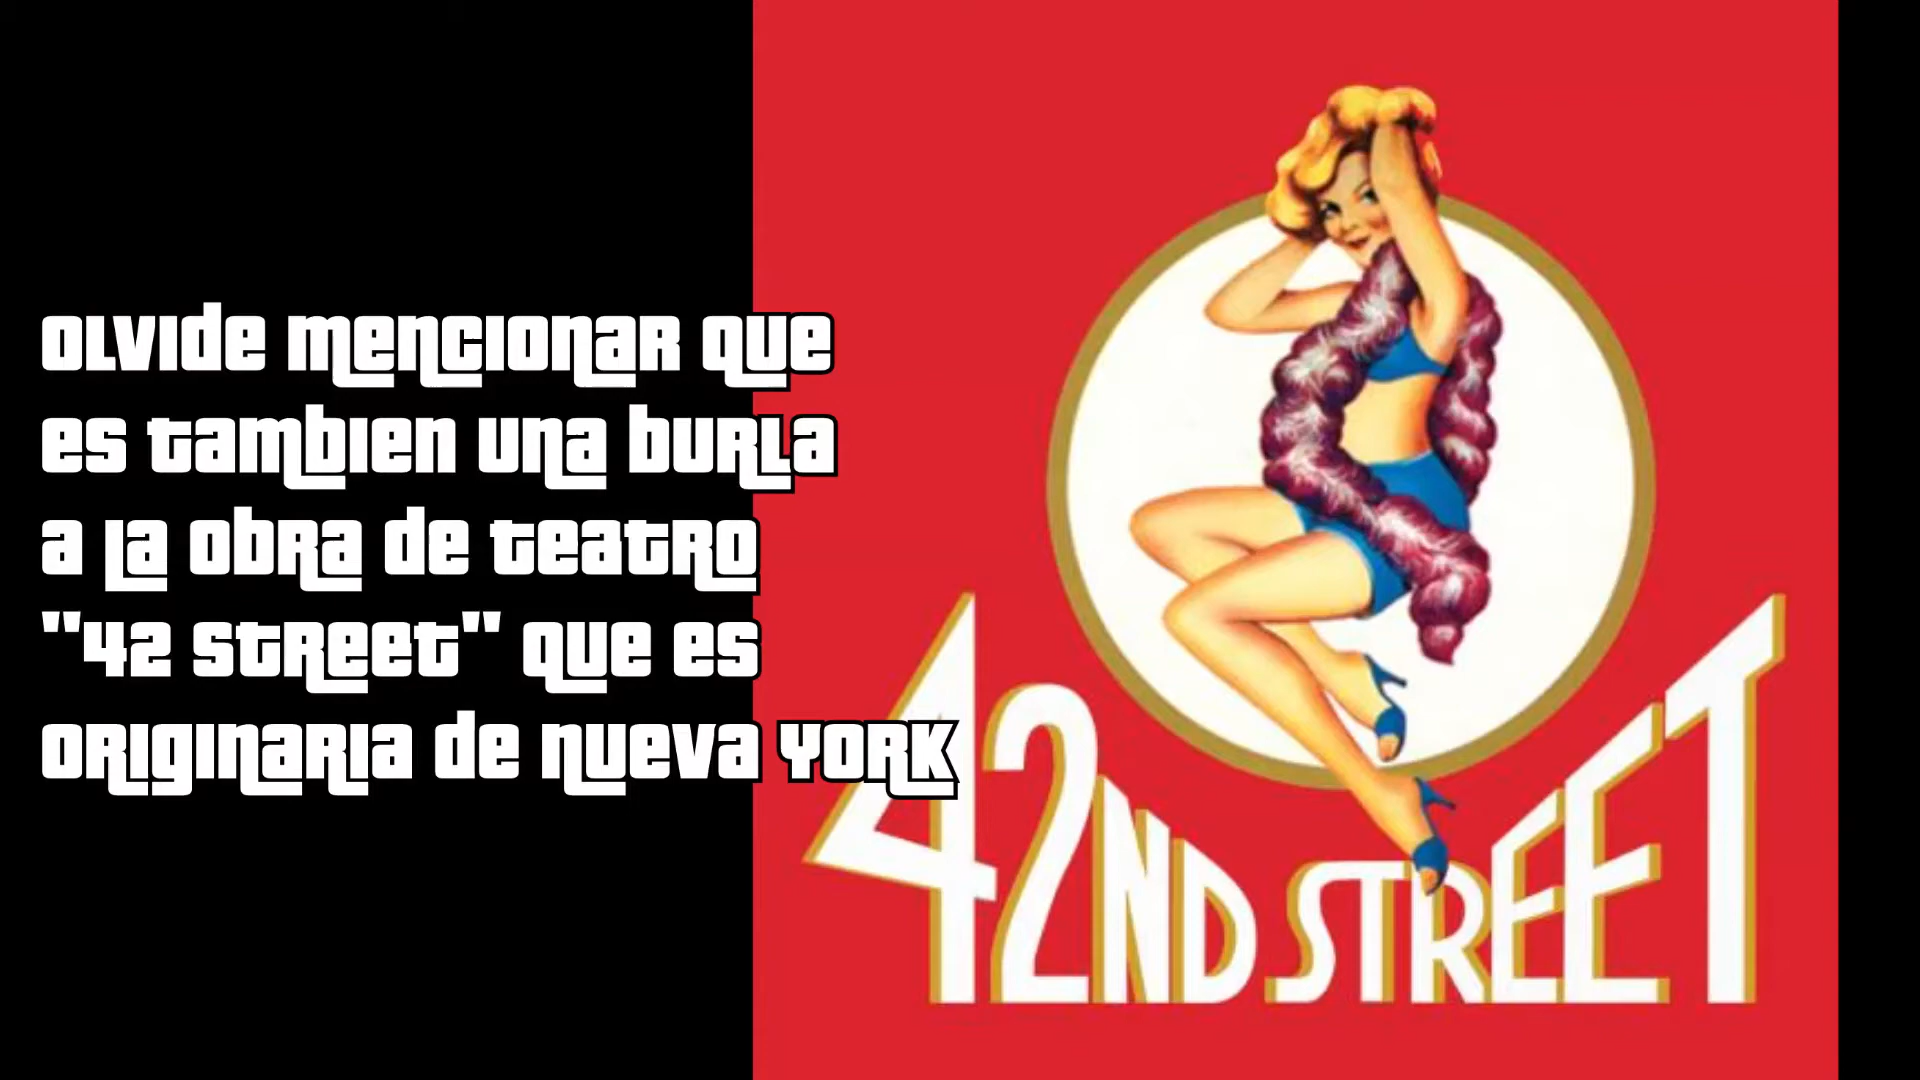 Olvide mencionar que
es tambien una burla
a la obra de teatro
"42 street" que es
originaria de nueva york
42ND STREET